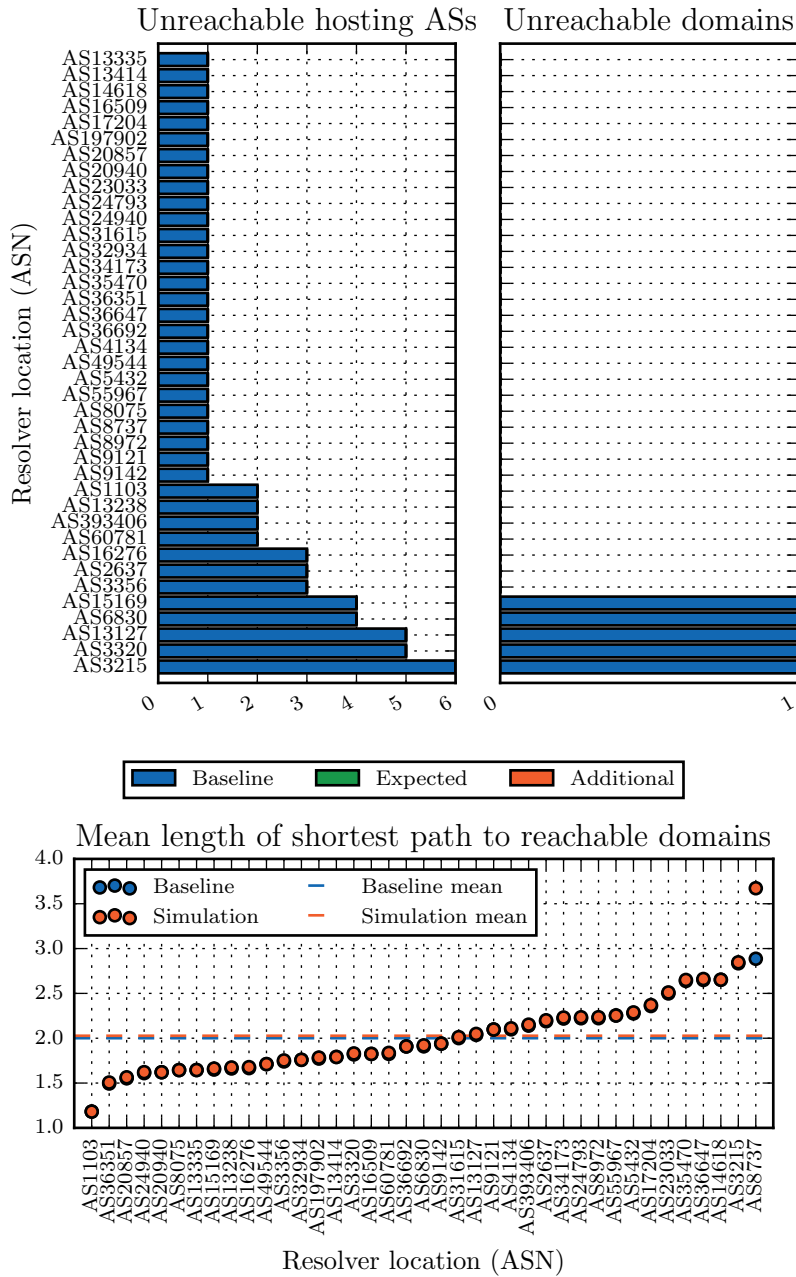 Unreachable hosting ASs
Unreachable domains
Resolver location (ASN)
AS13335
AS13414
AS14618
AS16509
AS17204
AS197902
AS20857
AS20940
AS23033
AS24793
AS24940
AS31615
AS32934
AS34173
AS35470
AS36351
AS36647
AS36692
AS4134
AS49544
AS5432
AS55967
AS8075
AS8737
AS8972
AS9121
AS9142
AS1103
AS13238
AS393406
AS60781
AS16276
AS2637
AS3356
AS15169
AS6830
AS13127
AS3320
AS3215
0 1 2 3 4 5 6
0 1
Baseline Expected Additional
Mean length of shortest path to reachable domains
4.0
3.5
3.0
2.5
2.0
1.5
1.0
Baseline Baseline mean
Simulation Simulation mean
AS1103
AS36351
AS20857
AS24940
AS20940
AS8075
AS13335
AS15169
AS13238
AS16276
AS49544
AS3356
AS32934
AS197902
AS13414
AS3320
AS16509
AS60781
AS36692
AS6830
AS9142
AS31615
AS13127
AS9121
AS4134
AS393406
AS2637
AS34173
AS24793
AS8972
AS55967
AS5432
AS17204
AS23033
AS35470
AS36647
AS14618
AS3215
AS8737
Resolver location (ASN)